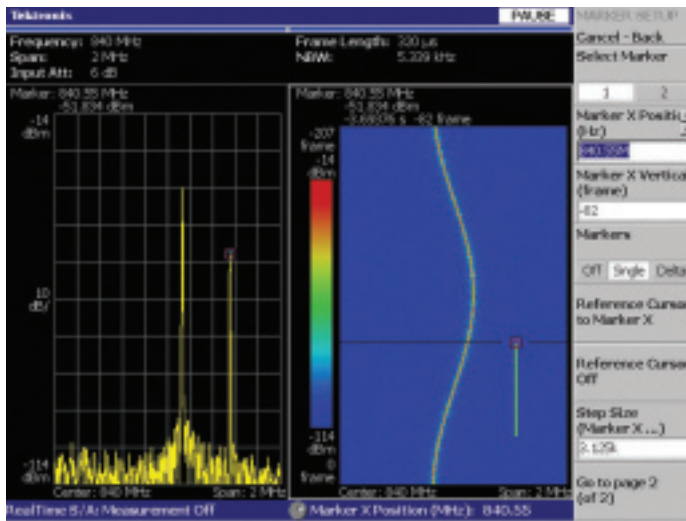 Tektronix
PAUSE
MARKER SETUP
Frequency: 840 MHz
Span: 2 MHz
Input Att: 6 dB
Frame Length: 320 µs
NBW: 5.339 kHz
Cancel - Back
Select Marker
1 2
Marker X Positio
(Hz)
840.55M
Marker X Vertica
(frame)
-82
Markers
Off Single Delta
Reference Cursor
to Marker X
Reference Cursor
Off
Step Size
(Marker X...)
3.125k
Go to page 2
(of 2)
Marker: 840.55 MHz
-51.834 dBm
-14
dBm
10
dB/
-114
dBm
Center: 840 MHz
Span: 2 MHz
Marker: 840.55 MHz
-51.834 dBm
-82 frame
-207
frame
-14
dBm
-114
dBm
0
frame
Center: 840 MHz
Span: 2 MHz
RealTime S/A: Measurement Off
Marker X Position (MHz): 840.55